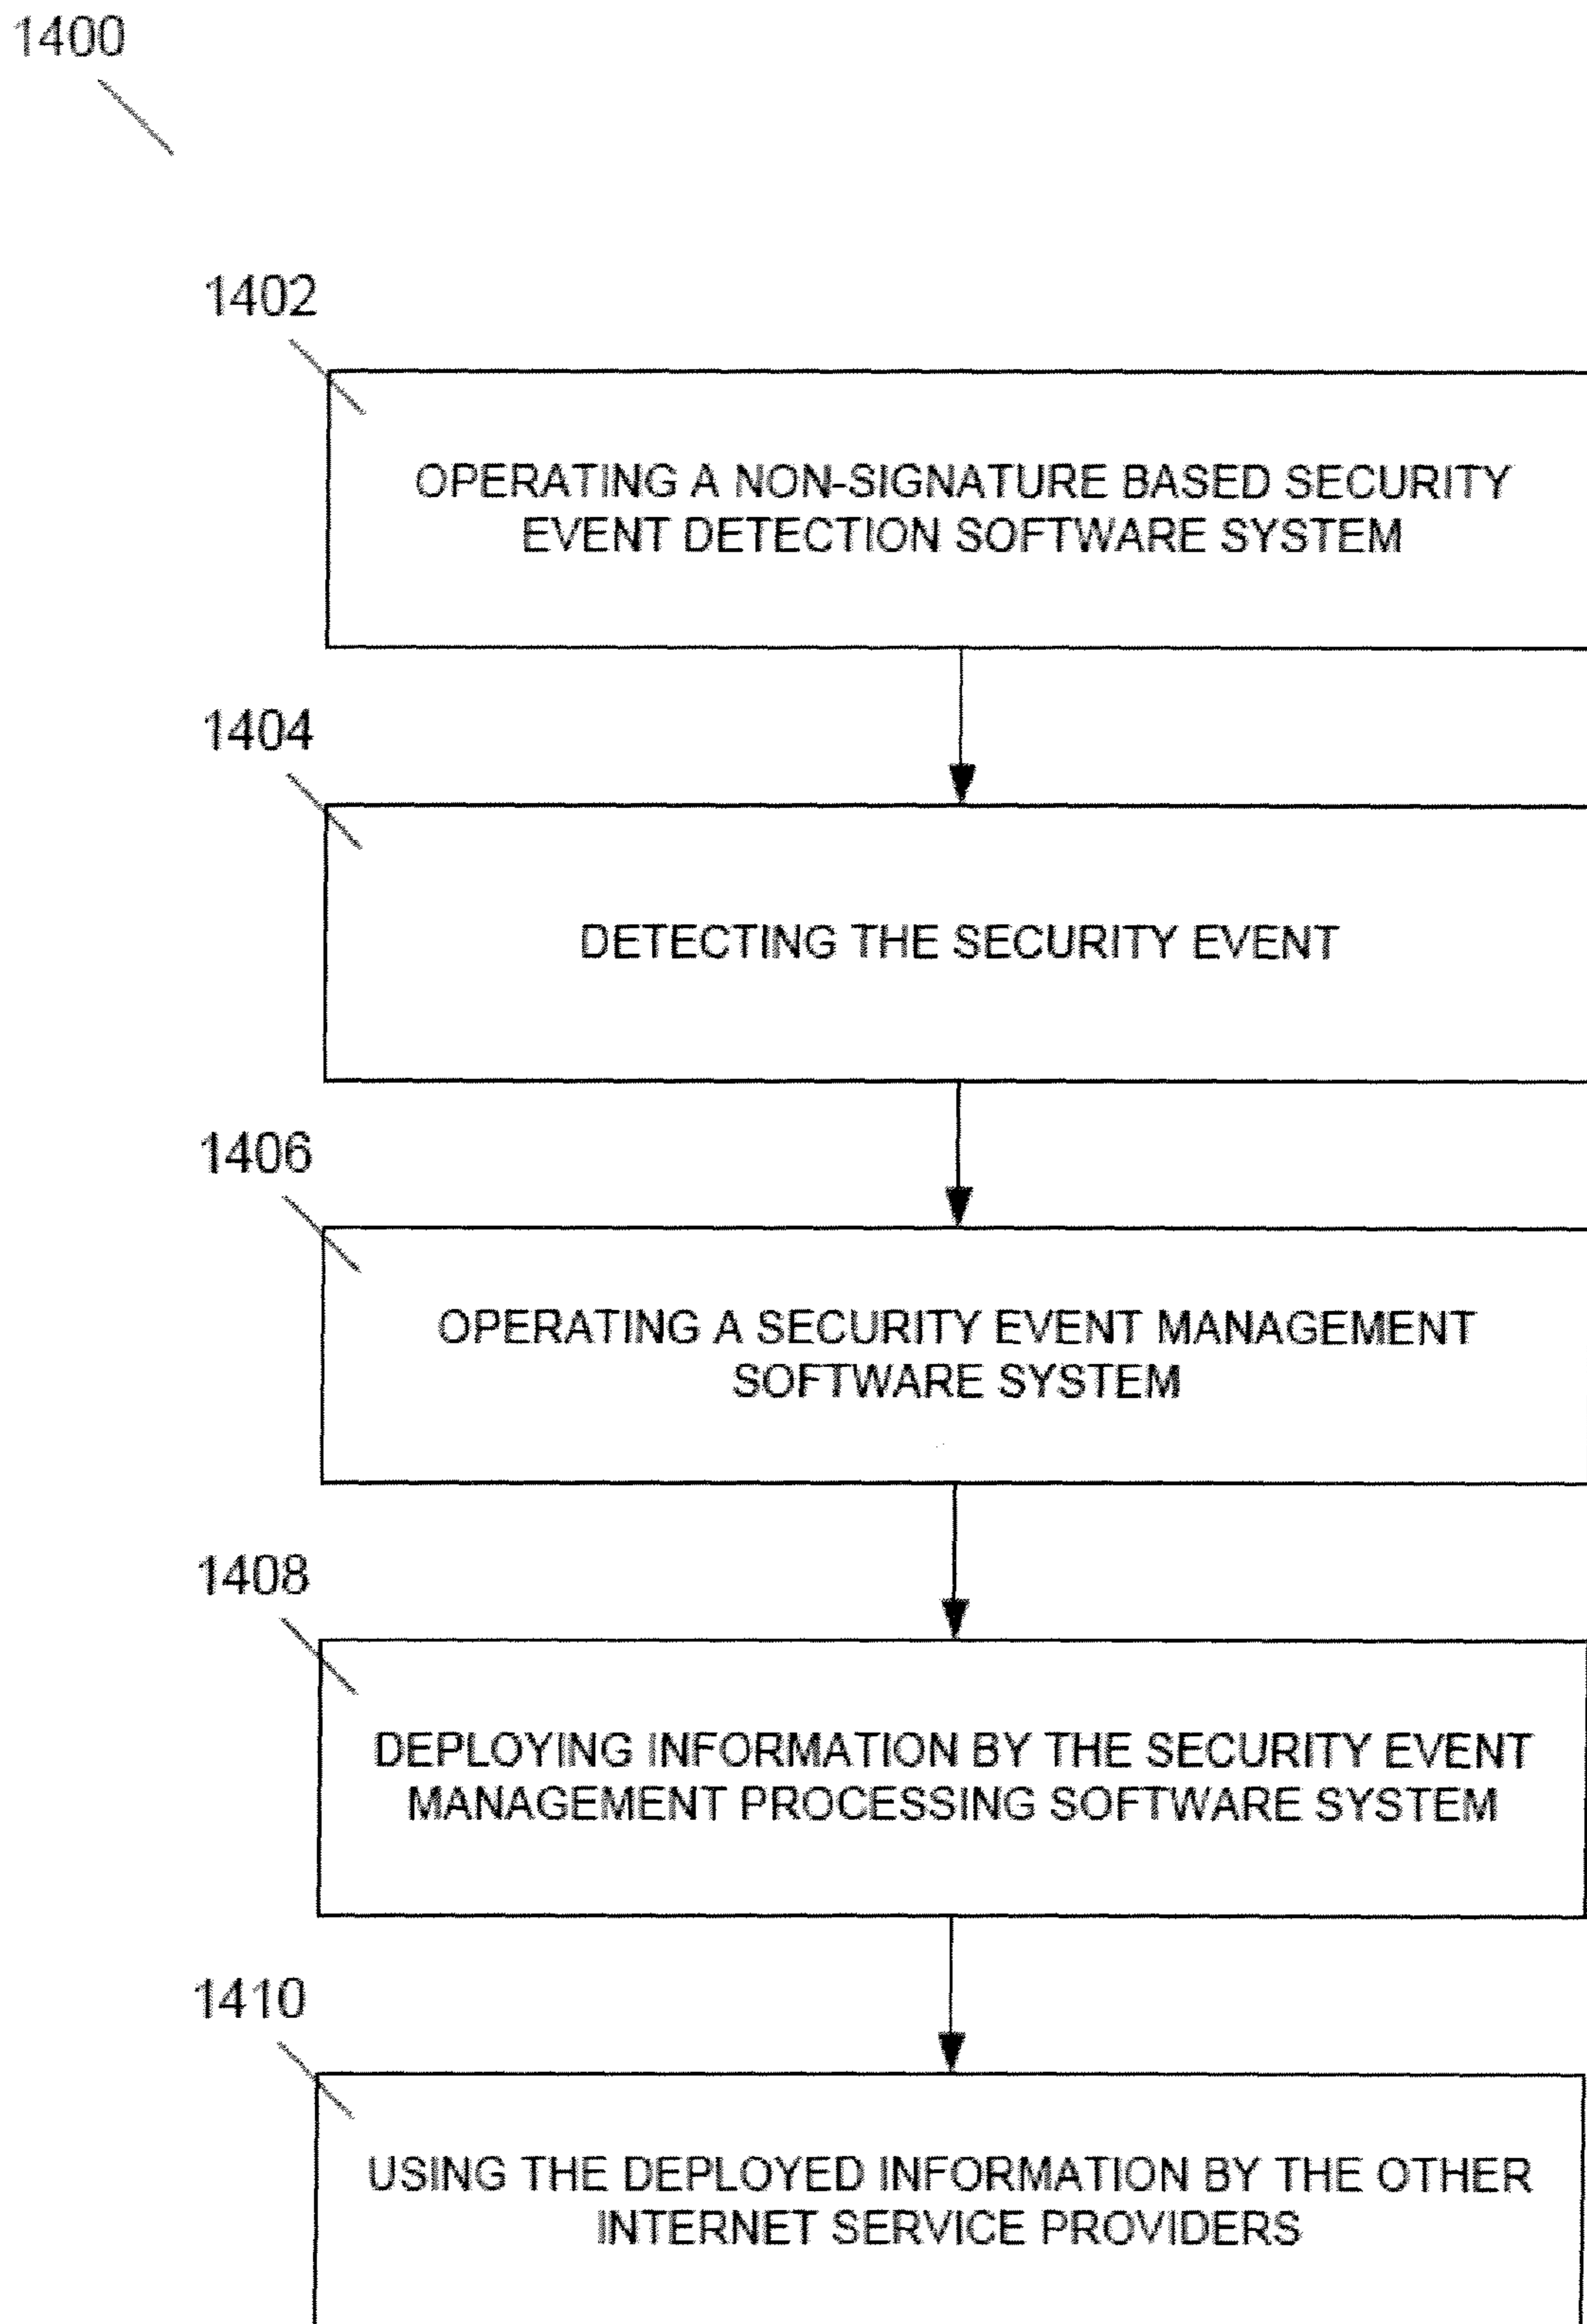 1400
1402
OPERATING A NON-SIGNATURE BASED SECURITY
EVENT DETECTION SOFTWARE SYSTEM
1404
DETECTING THE SECURITY EVENT
1406
OPERATING A SECURITY EVENT MANAGEMENT
SOFTWARE SYSTEM
1408
DEPLOYING INFORMATION BY THE SECURITY EVENT
MANAGEMENT PROCESSING SOFTWARE SYSTEM
1410
USING THE DEPLOYED INFORMATION BY THE OTHER
INTERNET SERVICE PROVIDERS